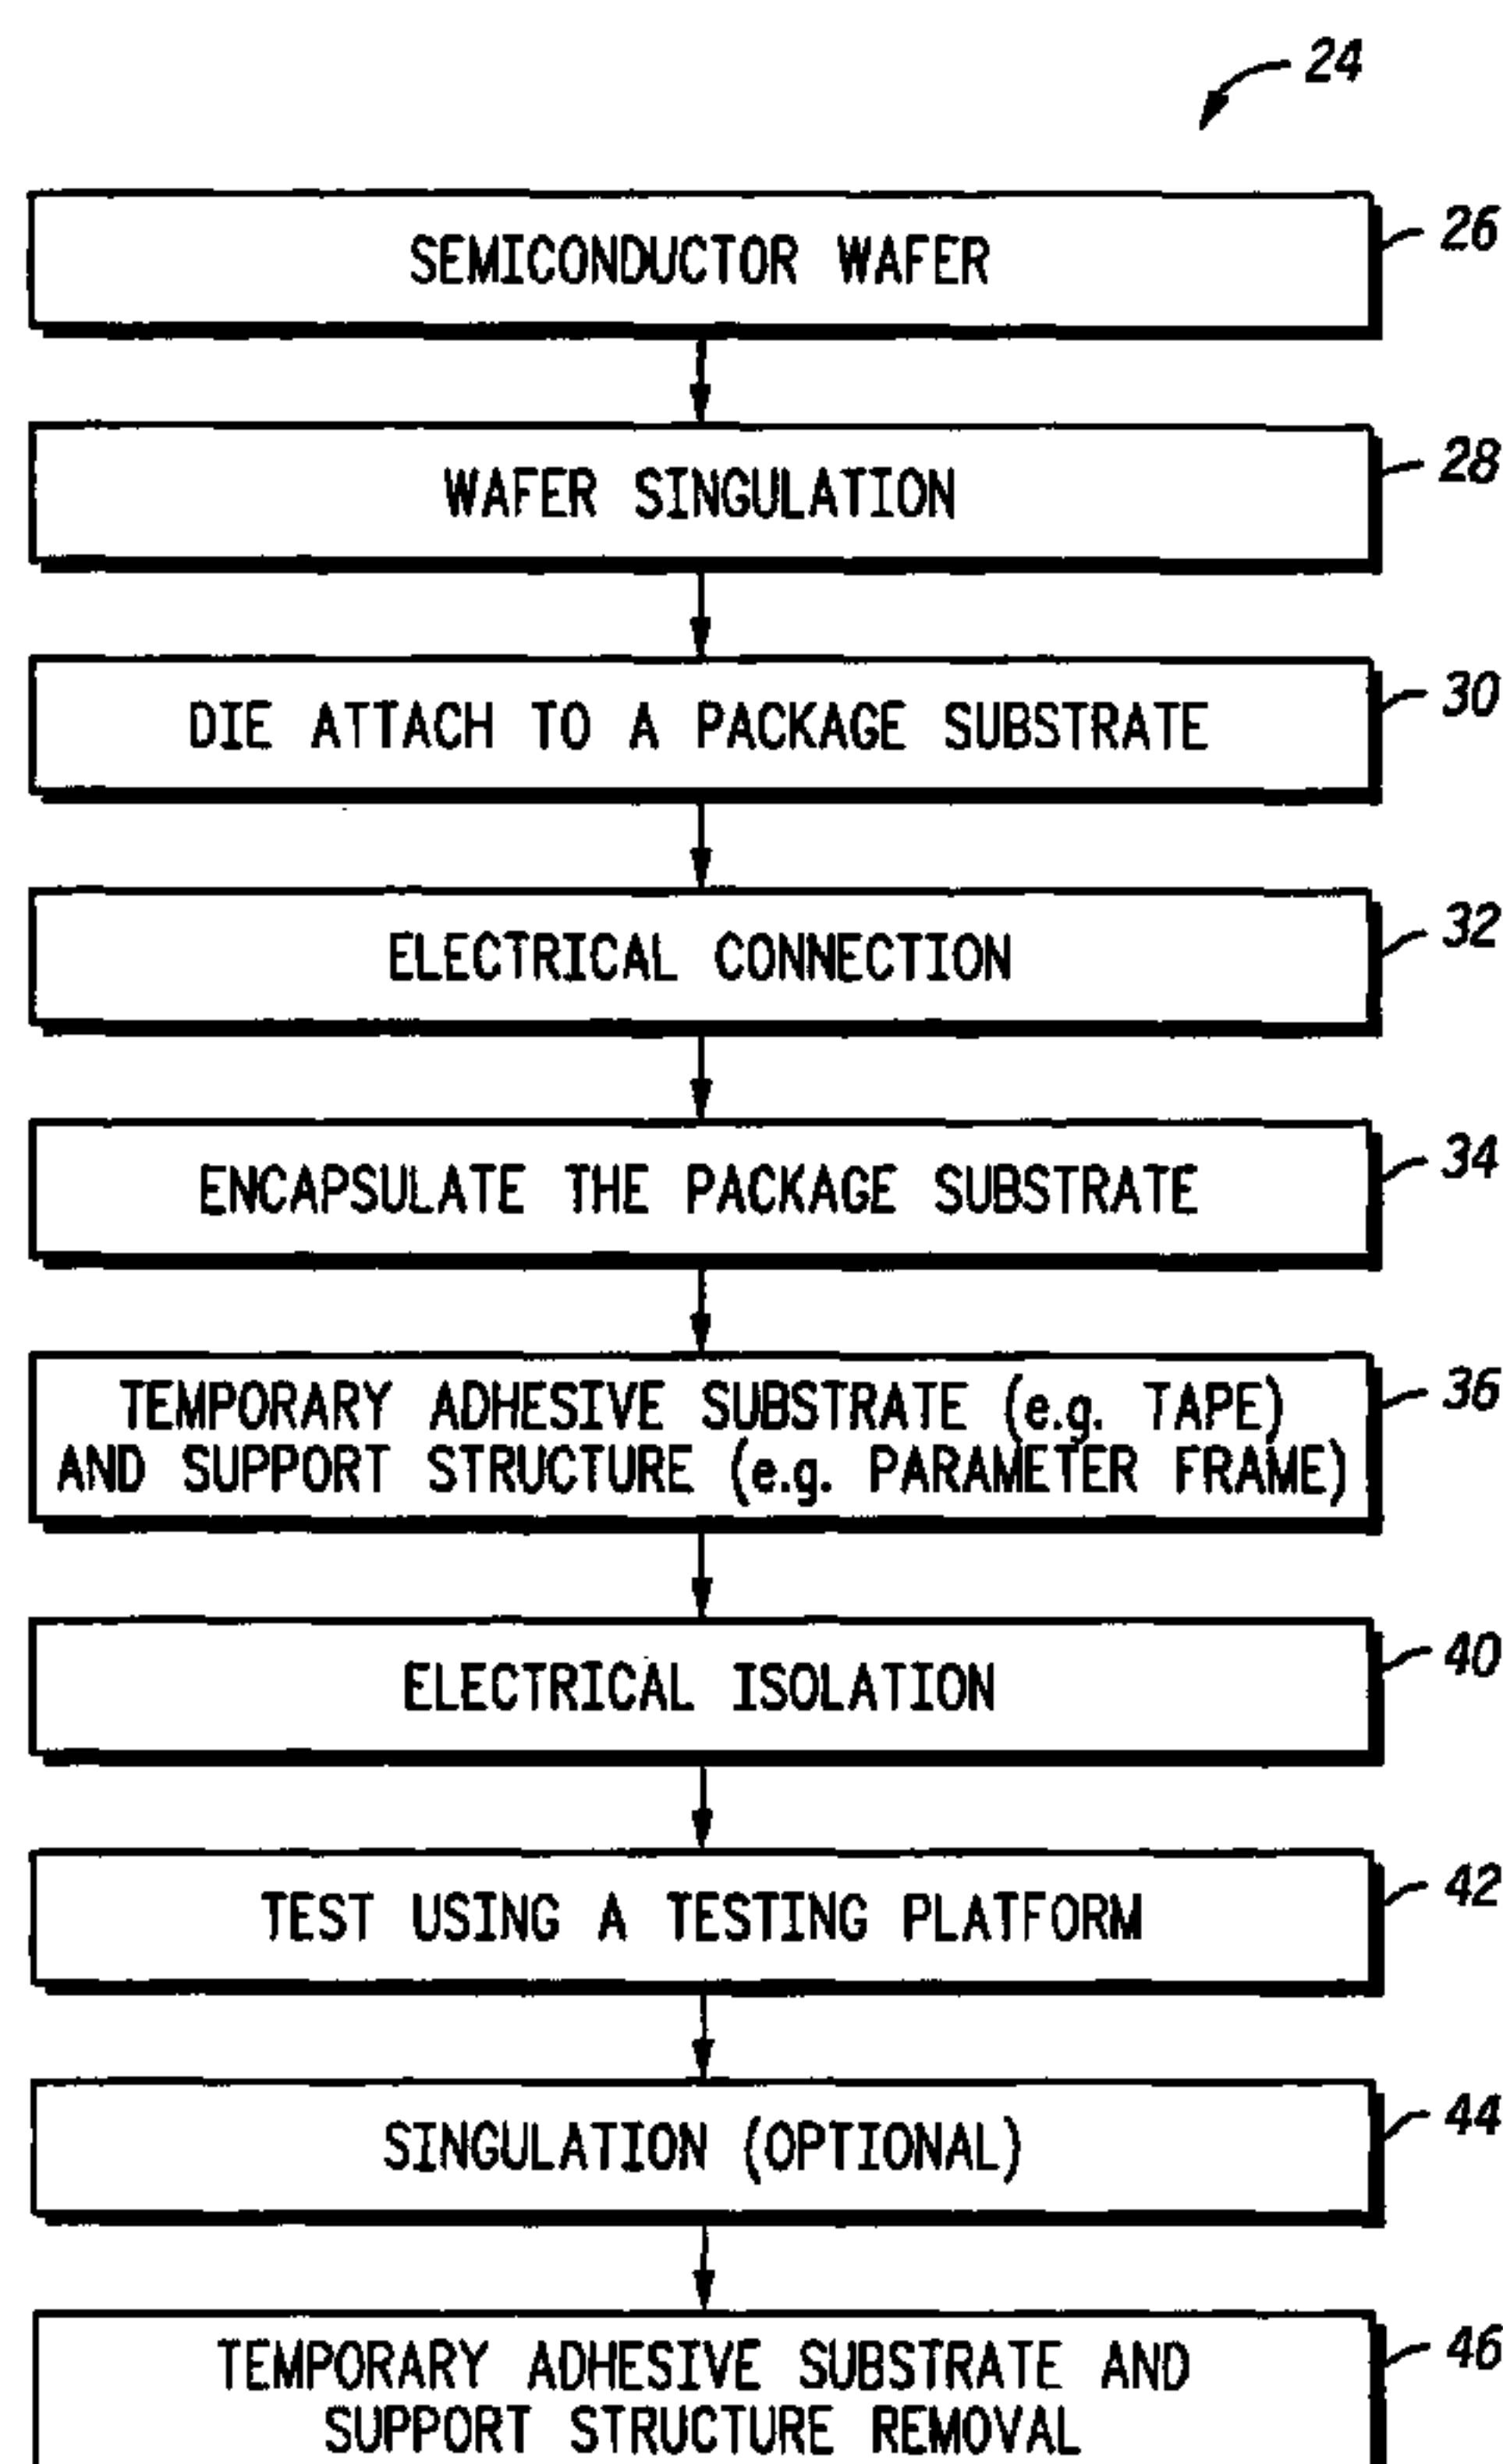 24
SEMICONDUCTOR WAFER
26
WAFER SINGULATION
28
DIE ATTACH TO A PACKAGE SUBSTRATE
30
ELECTRICAL CONNECTION
32
ENCAPSULATE THE PACKAGE SUBSTRATE
34
TEMPORARY ADHESIVE SUBSTRATE (e.g. TAPE)
AND SUPPORT STRUCTURE (e.g. PARAMETER FRAME)
36
ELECTRICAL ISOLATION
40
TEST USING A TESTING PLATFORM
42
SINGULATION (OPTIONAL)
44
TEMPORARY ADHESIVE SUBSTRATE AND
SUPPORT STRUCTURE REMOVAL
46